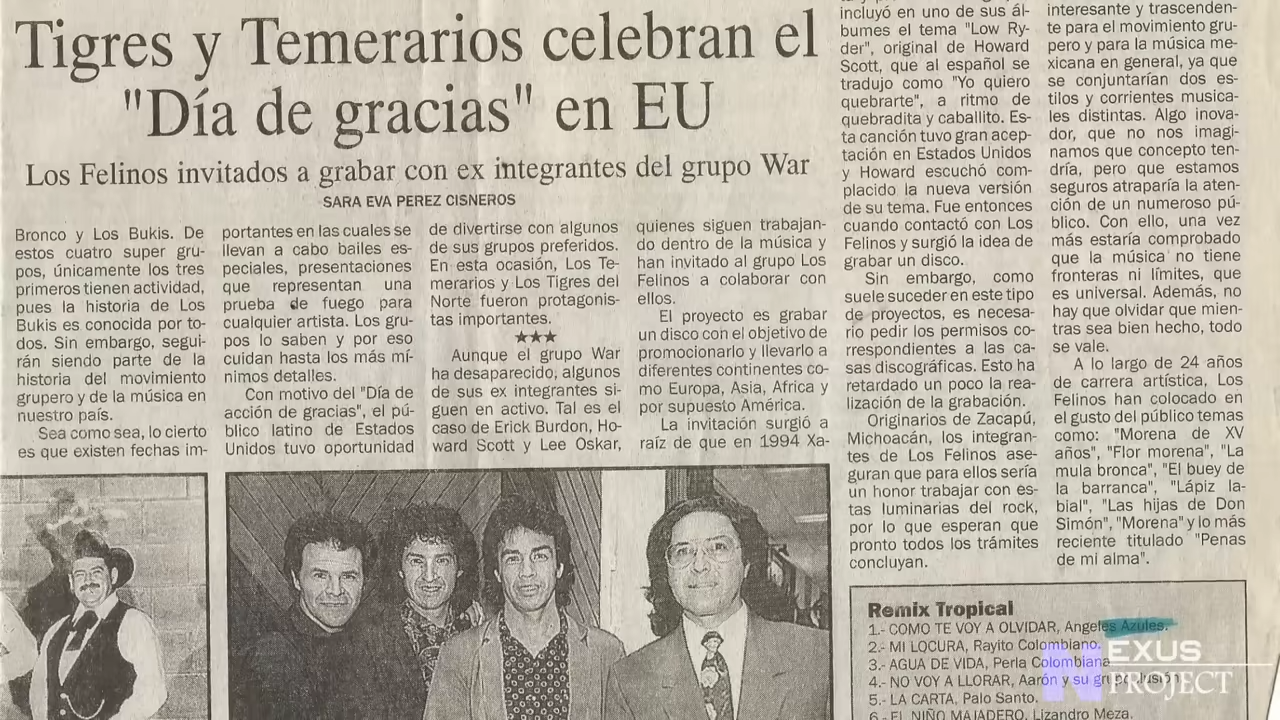 Tigres y Temerarios celebran el
"Día de gracias" en EU
Los Felinos invitados a grabar con ex integrantes del grupo War
SARA EVA PEREZ CISNEROS
Bronco y Los Bukis. De
estos cuatro super gru-
pos, únicamente los tres
primeros tienen actividad,
pues la historia de Los
Bukis es conocida por to-
dos. Sin embargo, segui-
rán siendo parte de la
historia del movimiento
grupero y de la música en
nuestro país.
Sea como sea, lo cierto
es que existen fechas im-
portantes en las cuales se
llevan a cabo bailes es-
peciales, presentaciones
que representan una
prueba de fuego para
cualquier artista. Los gru-
pos lo saben y por eso
cuidan hasta los más mí-
nimos detalles.
Con motivo del "Día de
acción de gracias", el pú-
blico latino de Estados
Unidos tuvo oportunidad
de divertirse con algunos
de sus grupos preferidos.
En esta ocasión, Los Te-
merarios y Los Tigres del
Norte fueron protagonis-
tas importantes.
★★★
Aunque el grupo War
ha desaparecido, algunos
de sus ex integrantes si-
guen en activo. Tal es el
caso de Erick Burdon, Ho-
ward Scott y Lee Oskar,
quienes siguen trabajan-
do dentro de la música y
han invitado al grupo Los
Felinos a colaborar con
ellos.
El proyecto es grabar
un disco con el objetivo de
promocionarlo y llevarlo a
diferentes continentes co-
mo Europa, Asia, Africa y
por supuesto América.
La invitación surgió a
raíz de que en 1994 Xa-
incluyó en uno de sus ál-
bumes el tema "Low Ry-
der", original de Howard
Scott, que al español se
tradujo como "Yo quiero
quebrarte", a ritmo de
quebradita y caballito. Es-
ta canción tuvo gran acep-
tación en Estados Unidos
y Howard escuchó com-
placido la nueva versión
de su tema. Fue entonces
cuando contactó con Los
Felinos y surgió la idea de
grabar un disco.
Sin embargo, como
suele suceder en este tipo
de proyectos, es necesa-
rio pedir los permisos co-
rrespondientes a las ca-
sas discográficas. Esto ha
retardado un poco la rea-
lización de la grabación.
Originarios de Zacapú,
Michoacán, los integran-
tes de Los Felinos ase-
guran que para ellos sería
un honor trabajar con es-
tas luminarias del rock,
por lo que esperan que
pronto todos los trámites
concluyan.
interesante y trascenden-
te para el movimiento gru-
pero y para la música me-
xicana en general, ya que
se conjuntarían dos es-
tilos y corrientes musica-
les distintas. Algo inova-
dor, que no nos imagi-
namos que concepto ten-
dría, pero que estamos
seguros atraparía la aten-
ción de un numeroso pú-
blico. Con ello, una vez
más estaría comprobado
que la música no tiene
fronteras ni límites, que
es universal. Además, no
hay que olvidar que mien-
tras sea bien hecho, todo
se vale.
A lo largo de 24 años
de carrera artística, Los
Felinos han colocado en
el gusto del público temas
como: "Morena de XV
años", "Flor morena", "La
mula bronca", "El buey de
la barranca", "Lápiz la-
bial", "Las hijas de Don
Simón", "Morena" y lo más
reciente titulado "Penas
de mi alma".
Remix Tropical
1.- COMO TE VOY A OLVIDAR, Angeles Azules.
2.- MI LOCURA, Rayito Colombiano.
3.- AGUA DE VIDA, Perla Colombiana
4.- NO VOY A LLORAR, Aarón y su grupo Ilusión
5.- LA CARTA, Palo Santo.
6.- EL NIÑO MAJADERO, Lizandro Meza.
NEXUS
PROJECT